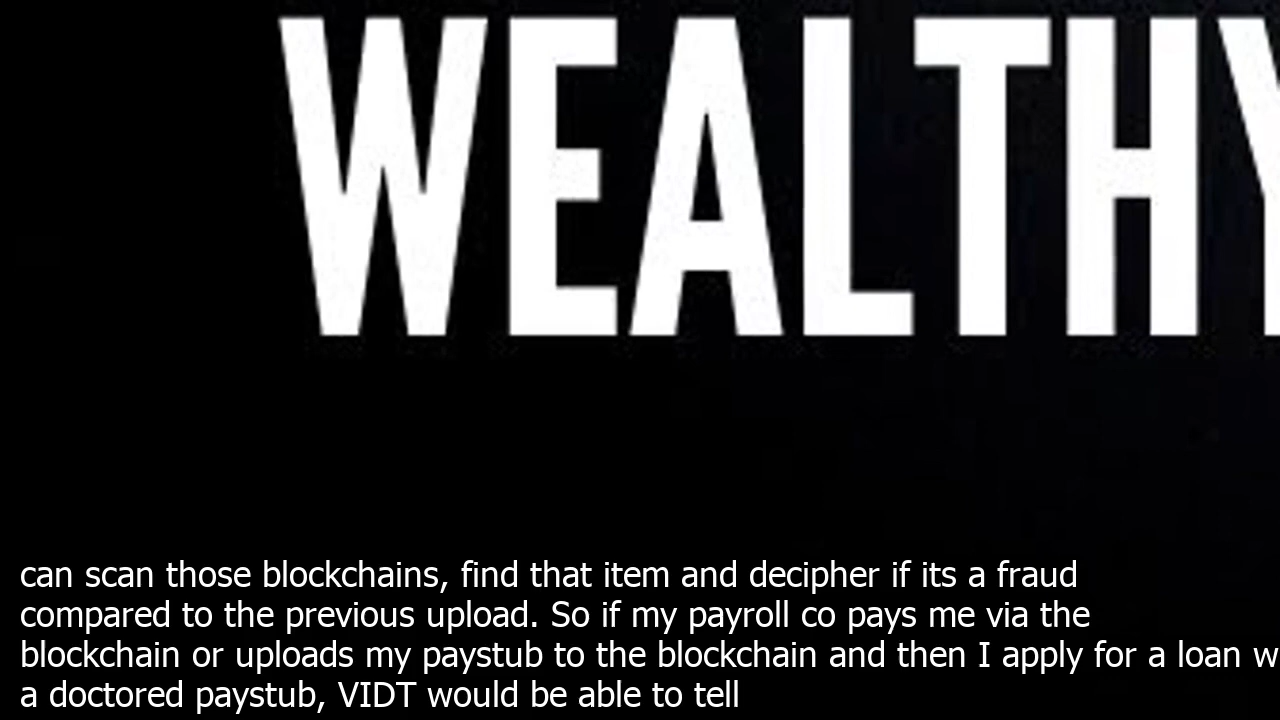 WEALTHY
can scan those blockchains, find that item and decipher if its a fraud
compared to the previous upload. So if my payroll co pays me via the
blockchain or uploads my paystub to the blockchain and then I apply for a loan w
a doctored paystub, VIDT would be able to tell